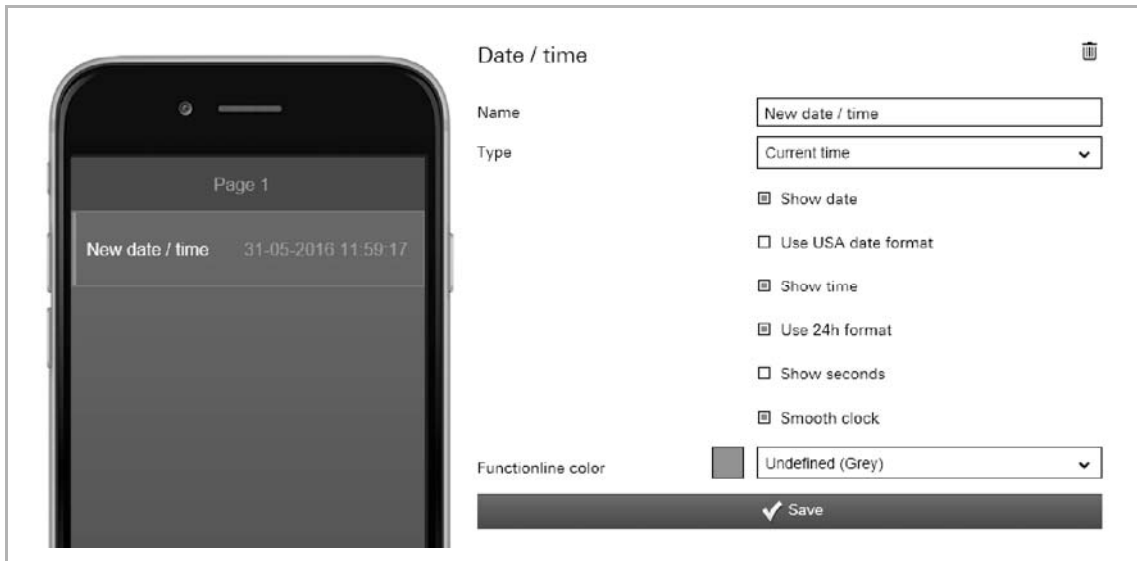 Page 1
New date / time 31-05-2016 11:59:17
Date / time
Name
New date / time
Type
Current time
Show date
Use USA date format
Show time
Use 24h format
Show seconds
Smooth clock
Functionline color
Undefined (Grey)
Save